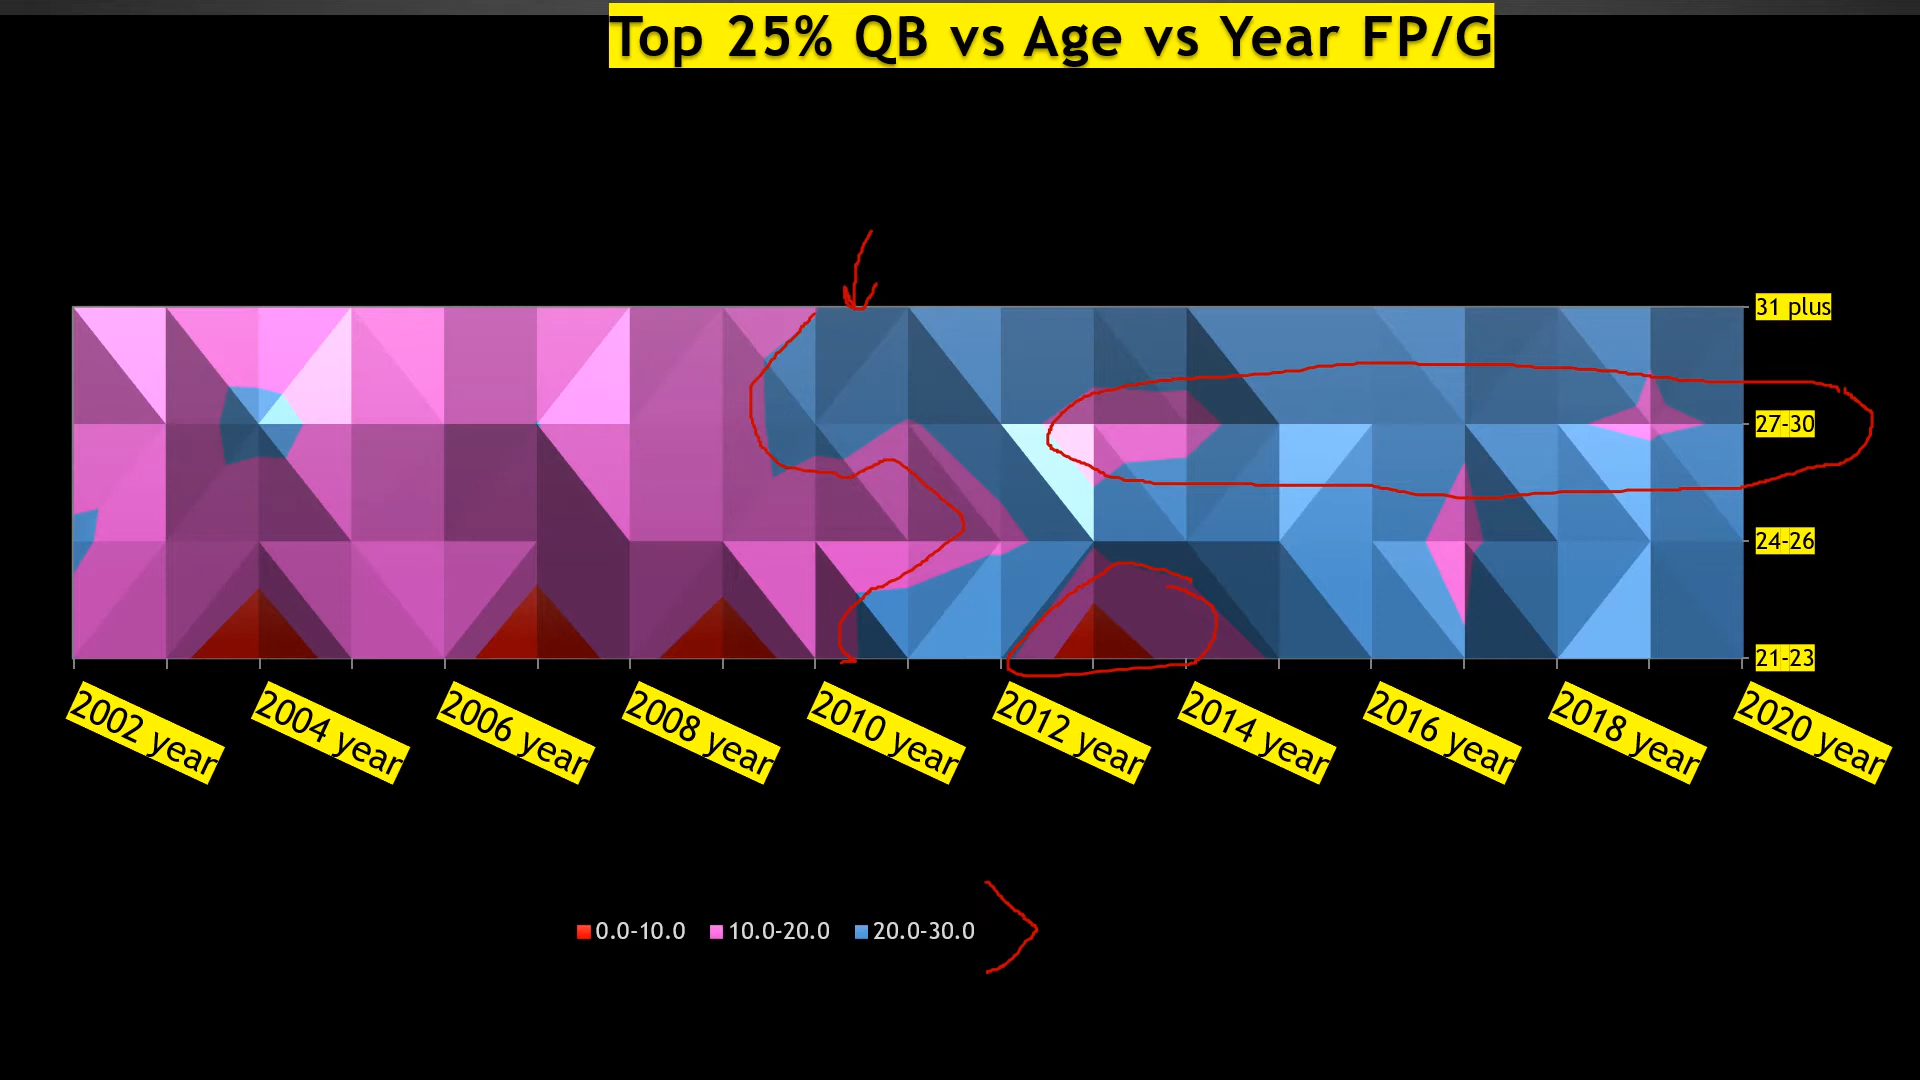 Top 25% QB vs Age vs Year FP/G
31 plus
27-30
24-26
21-23
2002 year
2004 year
2006 year
2008 year
2010 year
2012 year
2014 year
2016 year
2018 year
2020 year
0.0-10.0 10.0-20.0 20.0-30.0